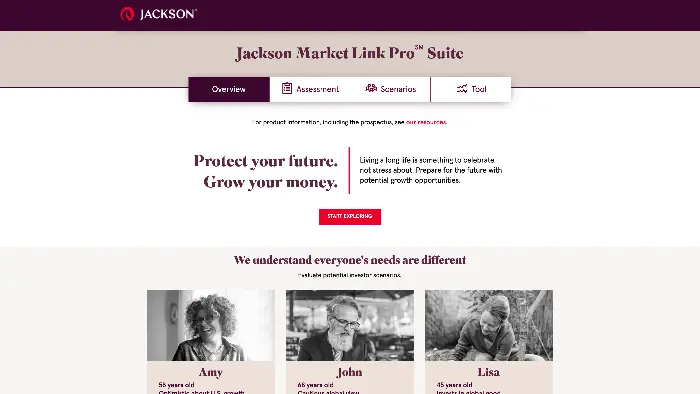 JACKSON®
Jackson Market Link Pro℠ Suite
Overview
Assessment
Scenarios
Tool
For product information, including the prospectus, see our resources.
Protect your future.
Grow your money.
Living a long life is something to celebrate,
not stress about. Prepare for the future with
potential growth opportunities.
START EXPLORING
We understand everyone's needs are different
Evaluate potential investor scenarios.
Amy
John
Lisa
56 years old
66 years old
45 years old
Optimistic about U.S. growth
Cautious global view
Invests in global good